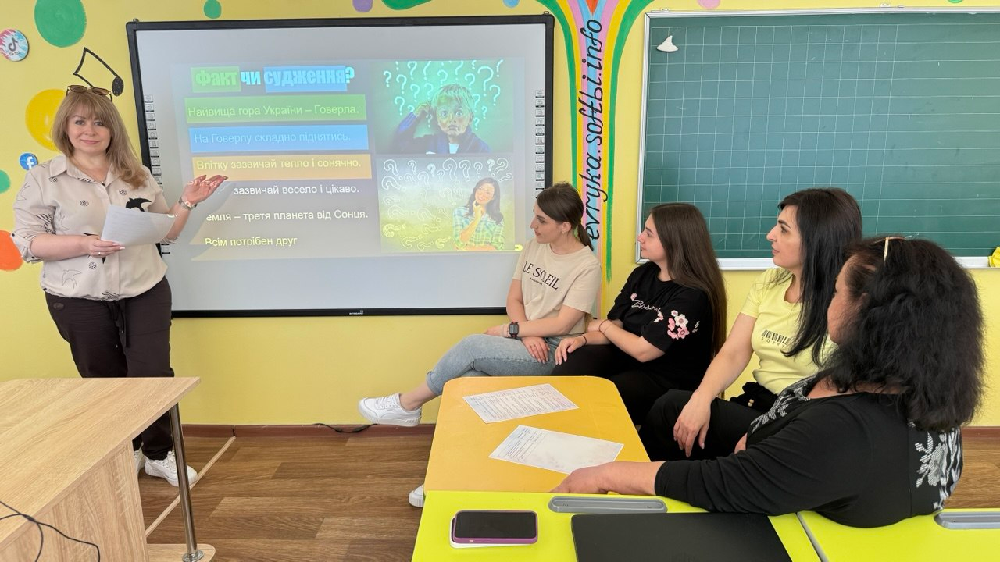 Факт чи судження?
Найвища гора України – Говерла.
На Говерлу складно піднятись.
Влітку зазвичай тепло і сонячно.
зазвичай весело і цікаво.
емля – третя планета від Сонця.
Всім потрібен друг
evryka.softbi.info
LE SOLEIL